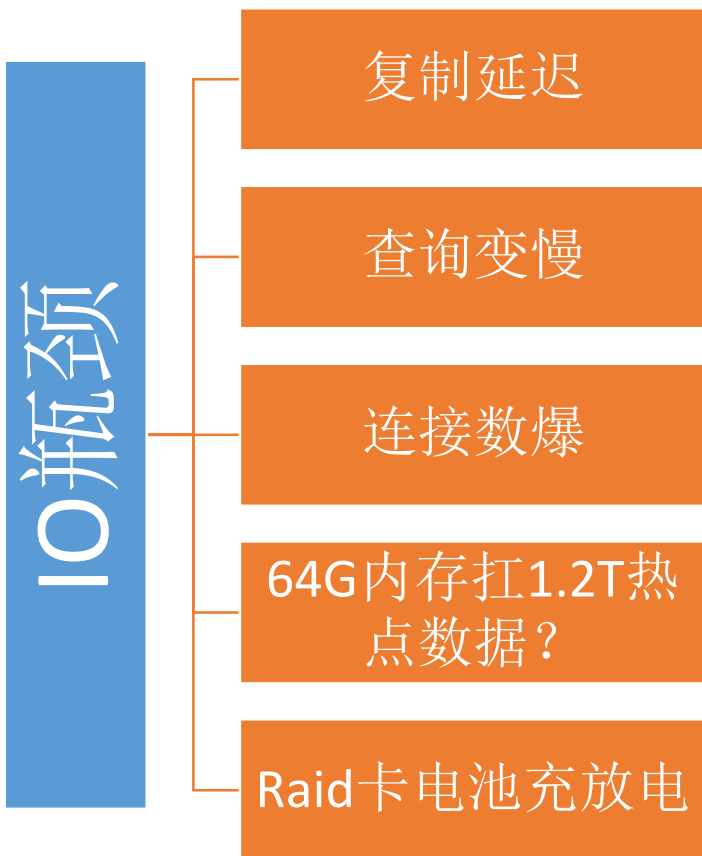 IO瓶颈
复制延迟
查询变慢
连接数爆
64G内存扛1.2T热
点数据？
Raid卡电池充放电